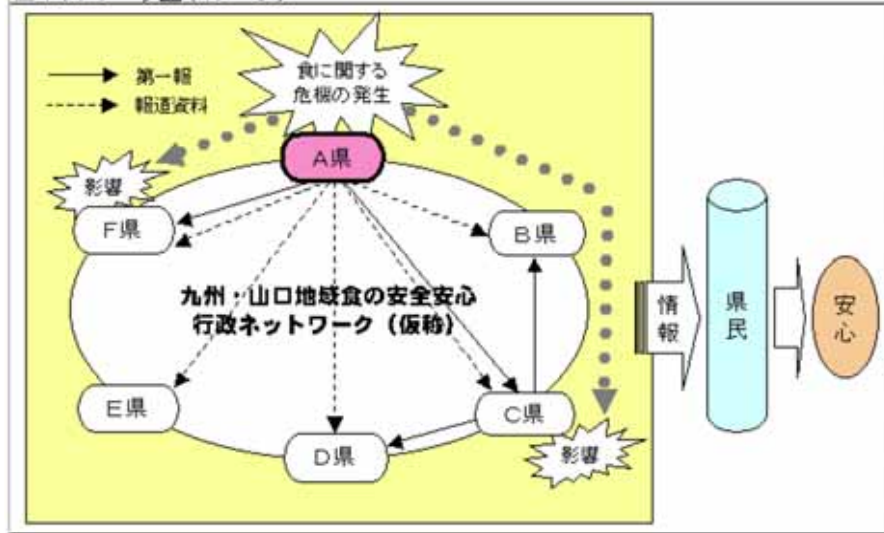 第一報
報道資料
食に関する
危機の発生
A県
影響
F県
B県
九州・山口地域食の安全安心
行政ネットワーク（仮称）
E県
C県
D県
影響
情報
県民
安心